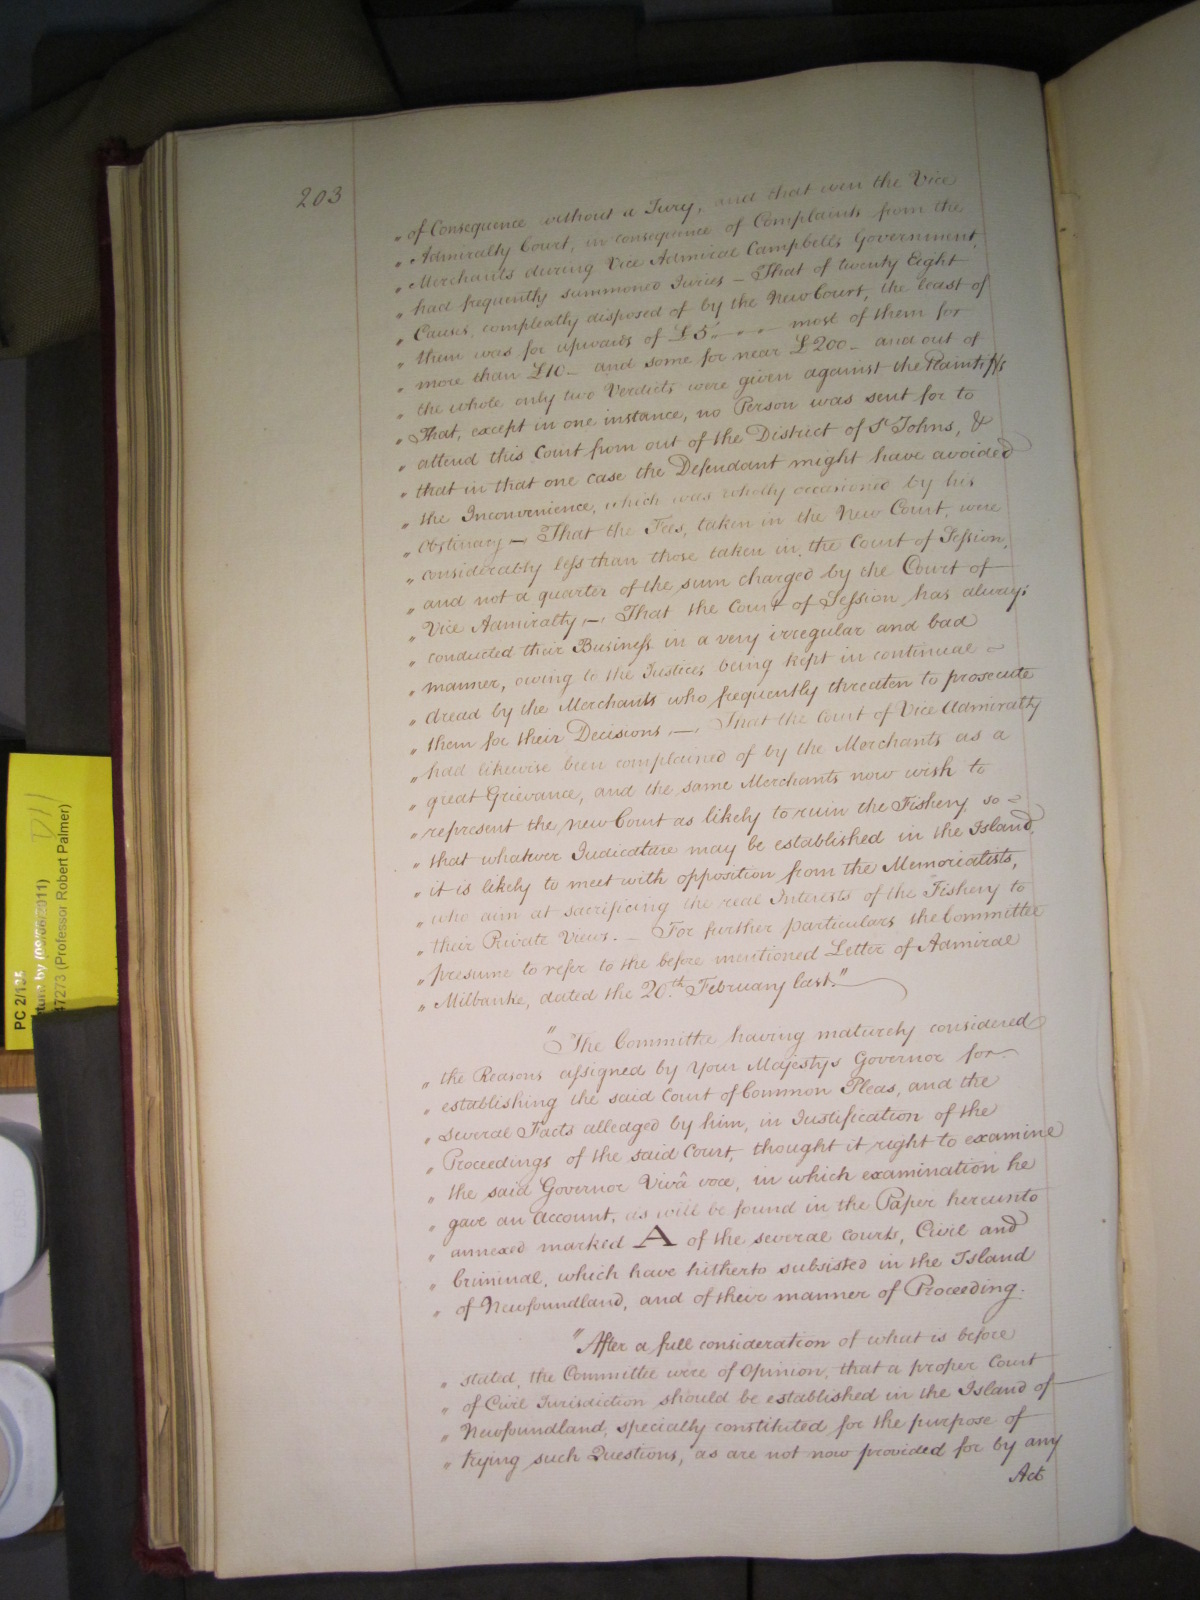 203
" of Consequence without a Jury, and that even the Vice
" Admiralty Court, in consequence of Complaints from the
" Merchants during Vice Admiral Campbells Government,
" had frequently summoned Juries – That of twenty Eight
" Causes, compleatly disposed of by the New Court, the least of
" them was for upwards of £5. . . . most of them for
" more than £10 – and some for near £200 – and out of
" the whole only two Verdicts were given against the Plaintiffs
" That, except in one instance, no Person was sent for to
" attend this Court from out of the District of St Johns, &
" that in that one case the Defendant might have avoided
" the Inconvenience, which was wholly occasioned by his
" obstinacy –, That the Fees, taken in the New Court, were
" considerably less than those taken in the Court of Session,
" and not a quarter of the sum charged by the Court of
" Vice Admiralty –, That the Court of Session has always
" conducted their Business in a very irregular and bad
" manner, owing to the Justices being kept in continual =
" dread by the Merchants who frequently threaten to prosecute
" them for their Decisions –, That the Court of Vice Admiralty
" had likewise been complained of by the Merchants as a
" great Grievance, and the same Merchants now wish to
" represent the new Court as likely to ruin the Fishery, so =
" that whatever Judicature may be established in the Island,
" it is likely to meet with opposition from the Memorialists,
" who aim at sacrificing the real Interests of the Fishery to
" their Private Views. – For further particulars the Committee
" presume to refer to the before mentioned Letter of Admiral
" Milbanke, dated the 20.th February last."
" The Committee having maturely considered
" the Reasons assigned by Your Majesty's Governor for
" establishing the said Court of Common Pleas, and the
" several Facts alledged by him, in Justification of the
" Proceedings of the said Court, thought it right to examine
" the said Governor Vivâ voce, in which examination he
" gave an Account, as will be found in the Paper hereunto
" annexed marked A of the several Courts, Civil and
" Criminal, which have hitherto subsisted in the Island
" of Newfoundland, and of their manner of Proceeding.
" After a full consideration of what is before
" stated, the Committee were of Opinion, that a proper Court
" of Civil Jurisdiction should be established in the Island of
" Newfoundland, specially constituted for the purpose of
" trying such Questions, as are not now provided for by any
Act
PC 2/135
by (09/06/2011)
47273 (Professor Robert Palmer)